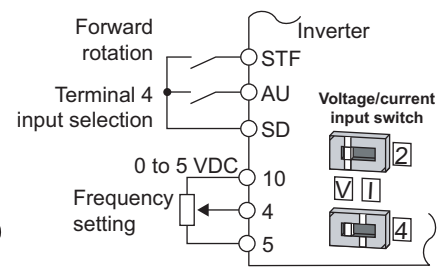 Forward
rotation
Inverter
STF
Terminal 4
input selection
AU
SD
Voltage/current
input switch
2
V I
4
0 to 5 VDC
10
Frequency
setting
4
5
)